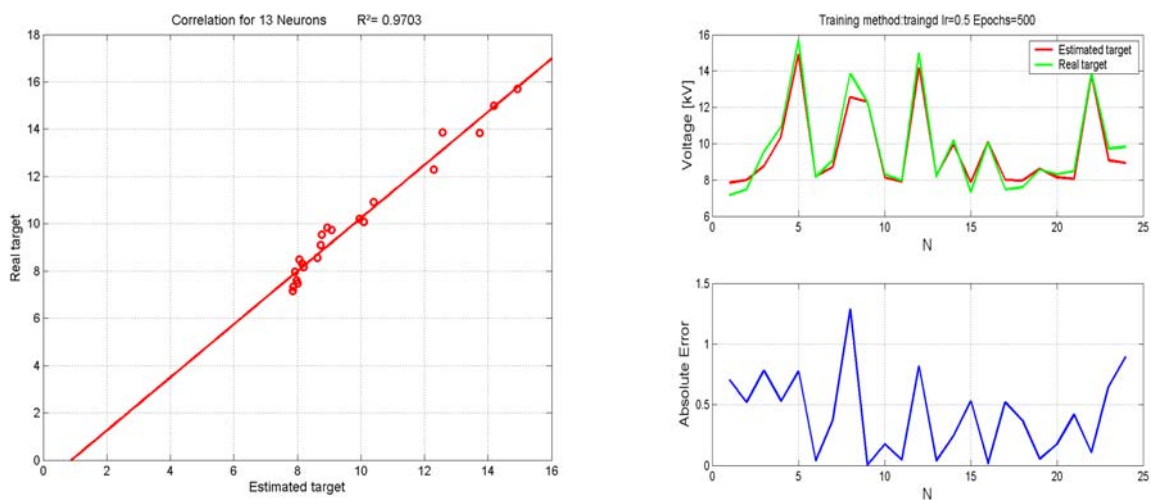 Correlation for 13 Neurons R²= 0.9703
18
16
14
12
10
8
6
4
2
0
Real target
0 2 4 6 8 10 12 14 16
Estimated target
Training method:traingd lr=0.5 Epochs=500
16
14
12
10
8
6
Voltage [kV]
Estimated target
Real target
0 5 10 15 20 25
N
1.5
1
0.5
0
Absolute Error
0 5 10 15 20 25
N